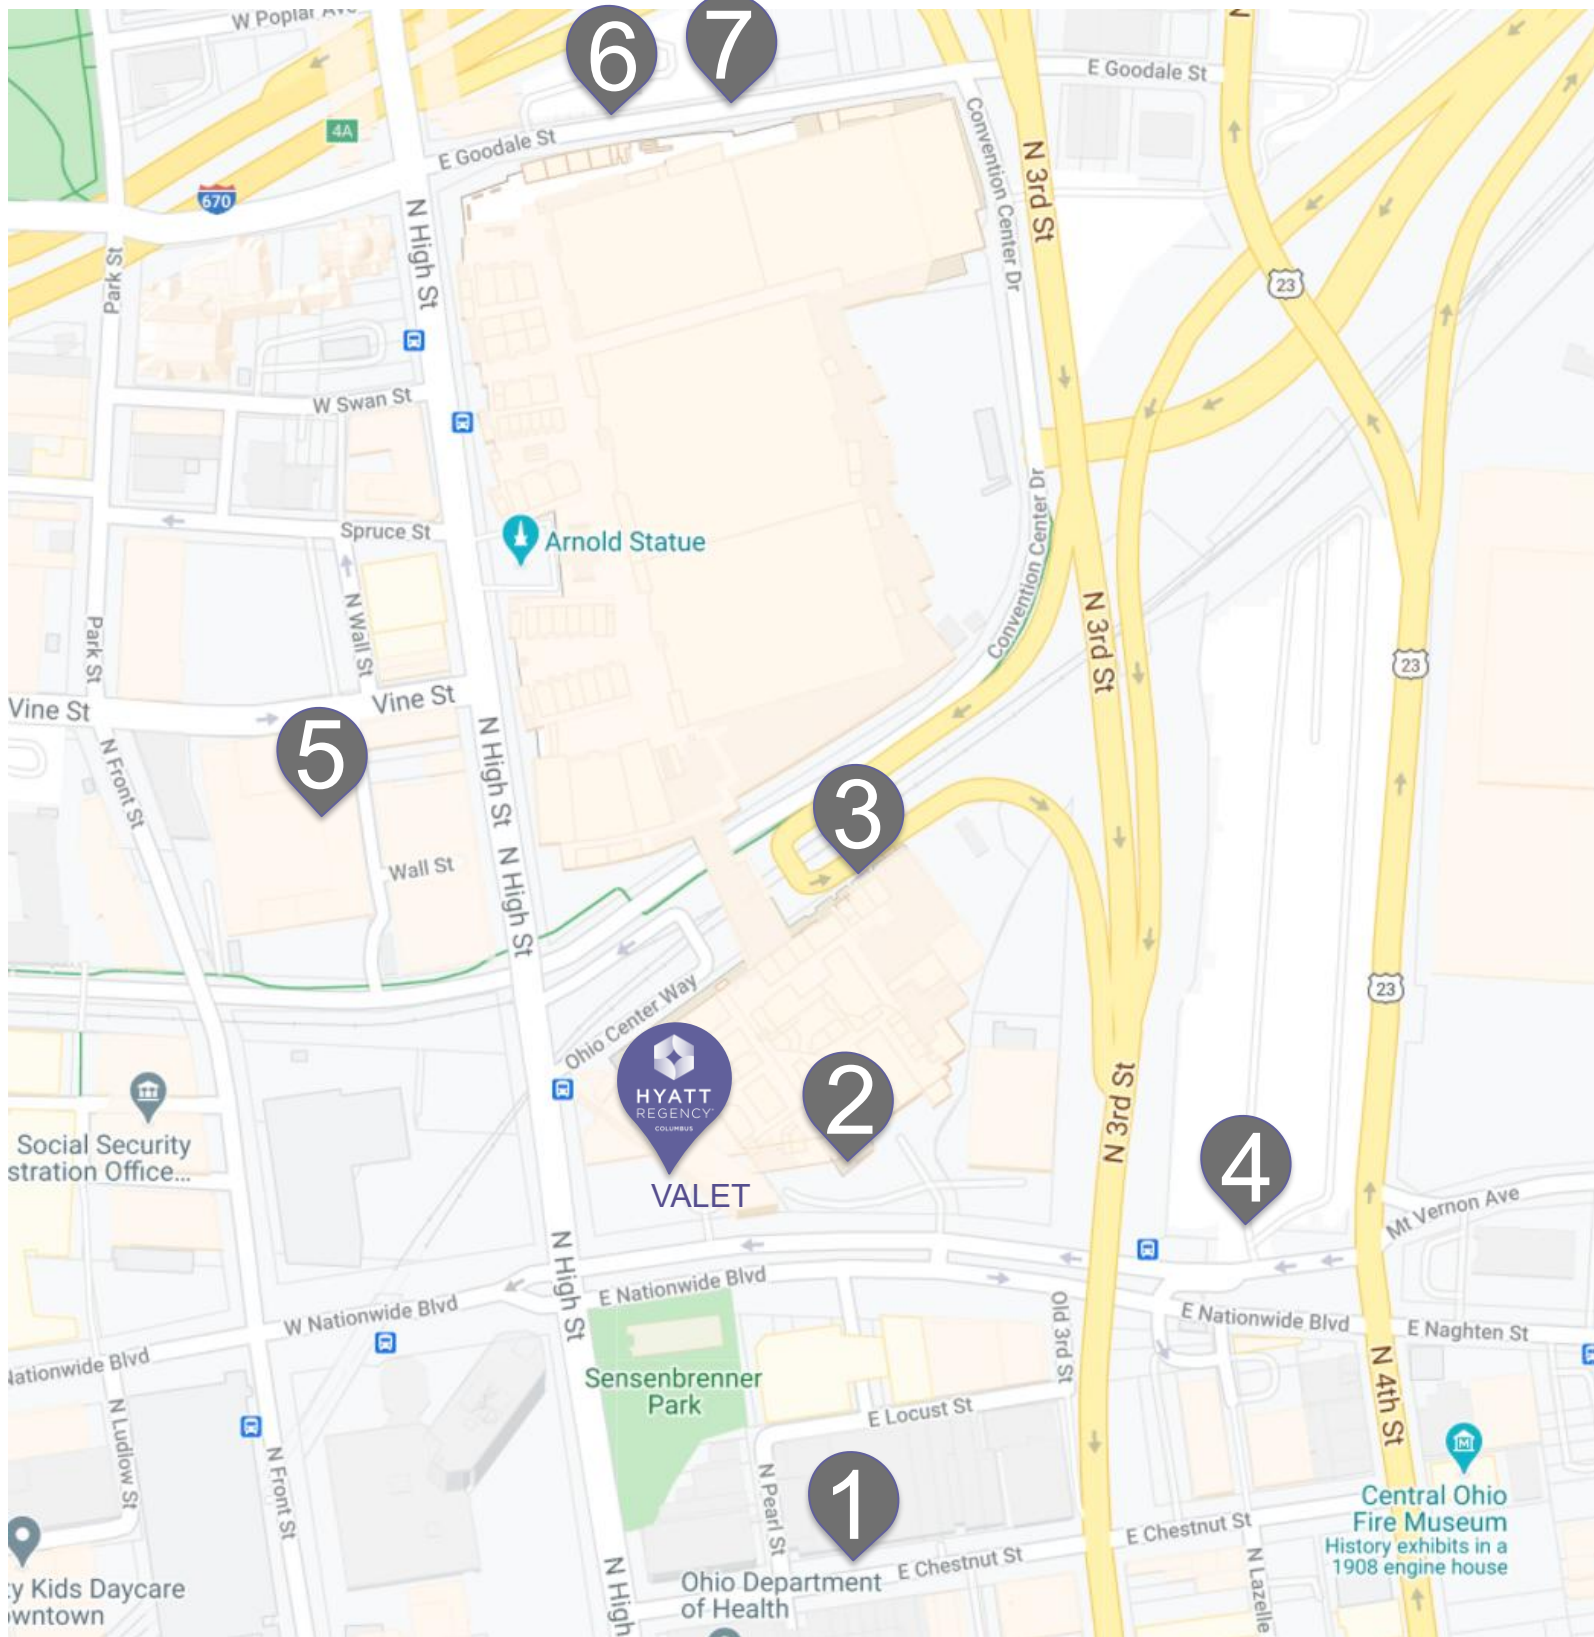 W Poplar Ave
6
7
N
E Goodale St
4A
E Goodale St
670
N High St
Convention Center Dr
N 3rd St
Park St
23
W Swan St
Spruce St
Arnold Statue
Convention Center Dr
N Wall St
N 3rd St
Park St
23
Vine St
Vine St
5
N High St
N Front St
3
Wall St
N High St
23
Ohio Center Way
HYATT
REGENCY
COLUMBUS
VALET
2
N 3rd St
4
Social Security
stration Office...
Mt Vernon Ave
N High St
E Nationwide Blvd
W Nationwide Blvd
Nationwide Blvd
Old 3rd St
E Nationwide Blvd
E Naghten St
Sensenbrenner
Park
N 4th St
E Locust St
N Ludlow St
N Front St
N Pearl St
1
M
Central Ohio
Fire Museum
History exhibits in a
1908 engine house
E Chestnut St
E Chestnut St
N High
N Lazelle
ty Kids Daycare
owntown
Ohio Department
of Health